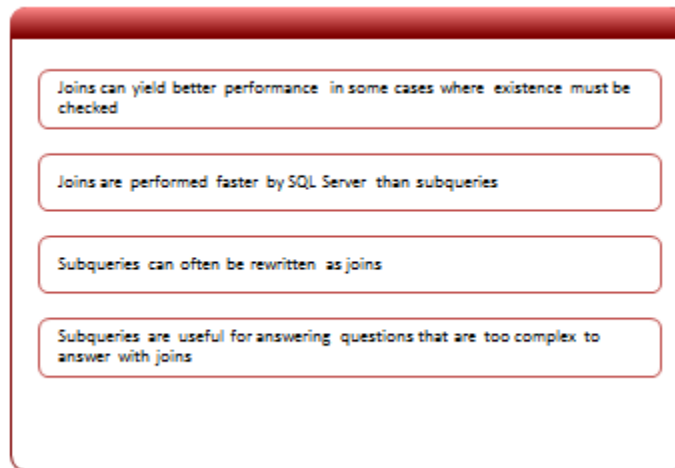 Joins can yield better performance in some cases where existence must be
checked
Joins are performed faster by SQL Server than subqueries
Subqueries can often be rewritten as joins
Subqueries are useful for answering questions that are too complex to
answer with joins